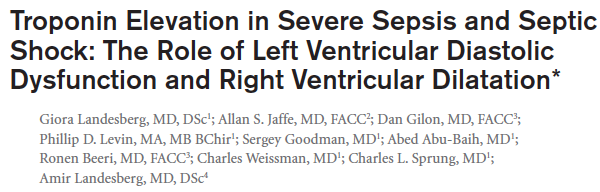 Troponin Elevation in Severe Sepsis and Septic
Shock: The Role of Left Ventricular Diastolic
Dysfunction and Right Ventricular Dilatation*
Giora Landesberg, MD, DSc¹; Allan S. Jaffe, MD, FACC²; Dan Gilon, MD, FACC³;
Phillip D. Levin, MA, MB BChir¹; Sergey Goodman, MD¹; Abed Abu-Baih, MD¹;
Ronen Beeri, MD, FACC³; Charles Weissman, MD¹; Charles L. Sprung, MD¹;
Amir Landesberg, MD, DSc⁴